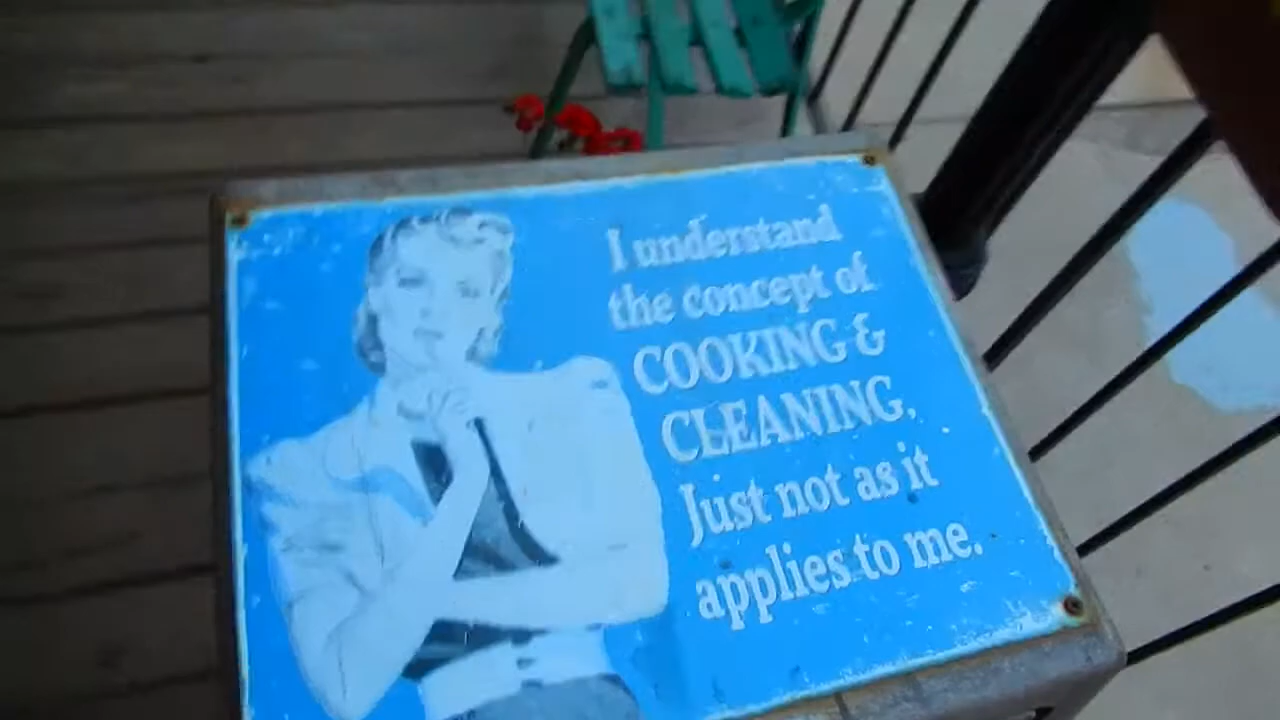 I understand
the concept of
COOKING &
CLEANING.
Just not as it
applies to me.